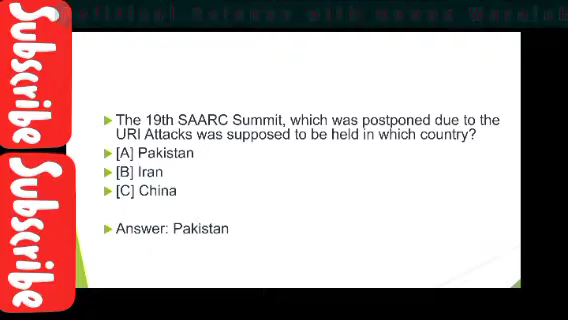 Subscribe
Subscribe
The 19th SAARC Summit, which was postponed due to the
URI Attacks was supposed to be held in which country?
[A] Pakistan
[B] Iran
[C] China
Answer: Pakistan